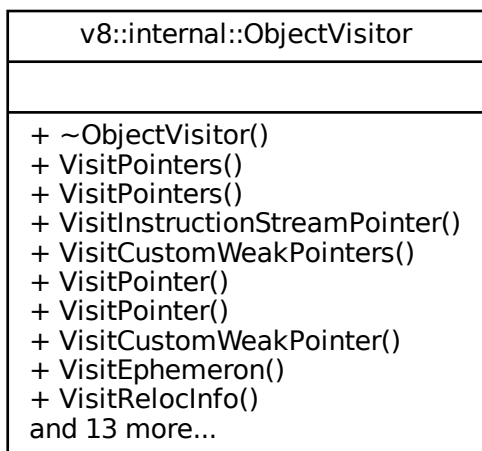 v8::internal::ObjectVisitor
+ ~ObjectVisitor()
+ VisitPointers()
+ VisitPointers()
+ VisitInstructionStreamPointer()
+ VisitCustomWeakPointers()
+ VisitPointer()
+ VisitPointer()
+ VisitCustomWeakPointer()
+ VisitEphemeron()
+ VisitRelocInfo()
and 13 more...